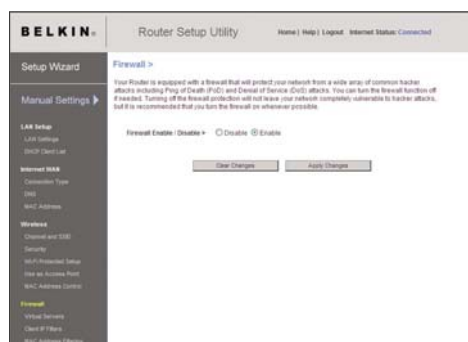 BELKIN®
Router Setup Utility
Home | Help | Logout Internet Status: Connected
Setup Wizard
Manual Settings
LAN Setup
LAN Settings
DHCP Client List
Internet WAN
Connection Type
DNS
MAC Address
Wireless
Channel and SSID
Security
Wi-Fi Protected Setup
Use as Access Point
MAC Address Control
Firewall
Virtual Servers
Client IP Filters
MAC Address Filtering
Firewall >
Your Router is equipped with a firewall that will protect your network from a wide array of common hacker
attacks including Ping of Death (PoD) and Denial of Service (DoS) attacks. You can turn the firewall function off
if needed. Turning off the firewall protection will not leave your network completely vulnerable to hacker attacks,
but it is recommended that you turn the firewall on whenever possible.
Firewall Enable / Disable > Disable Enable
Clear Changes Apply Changes